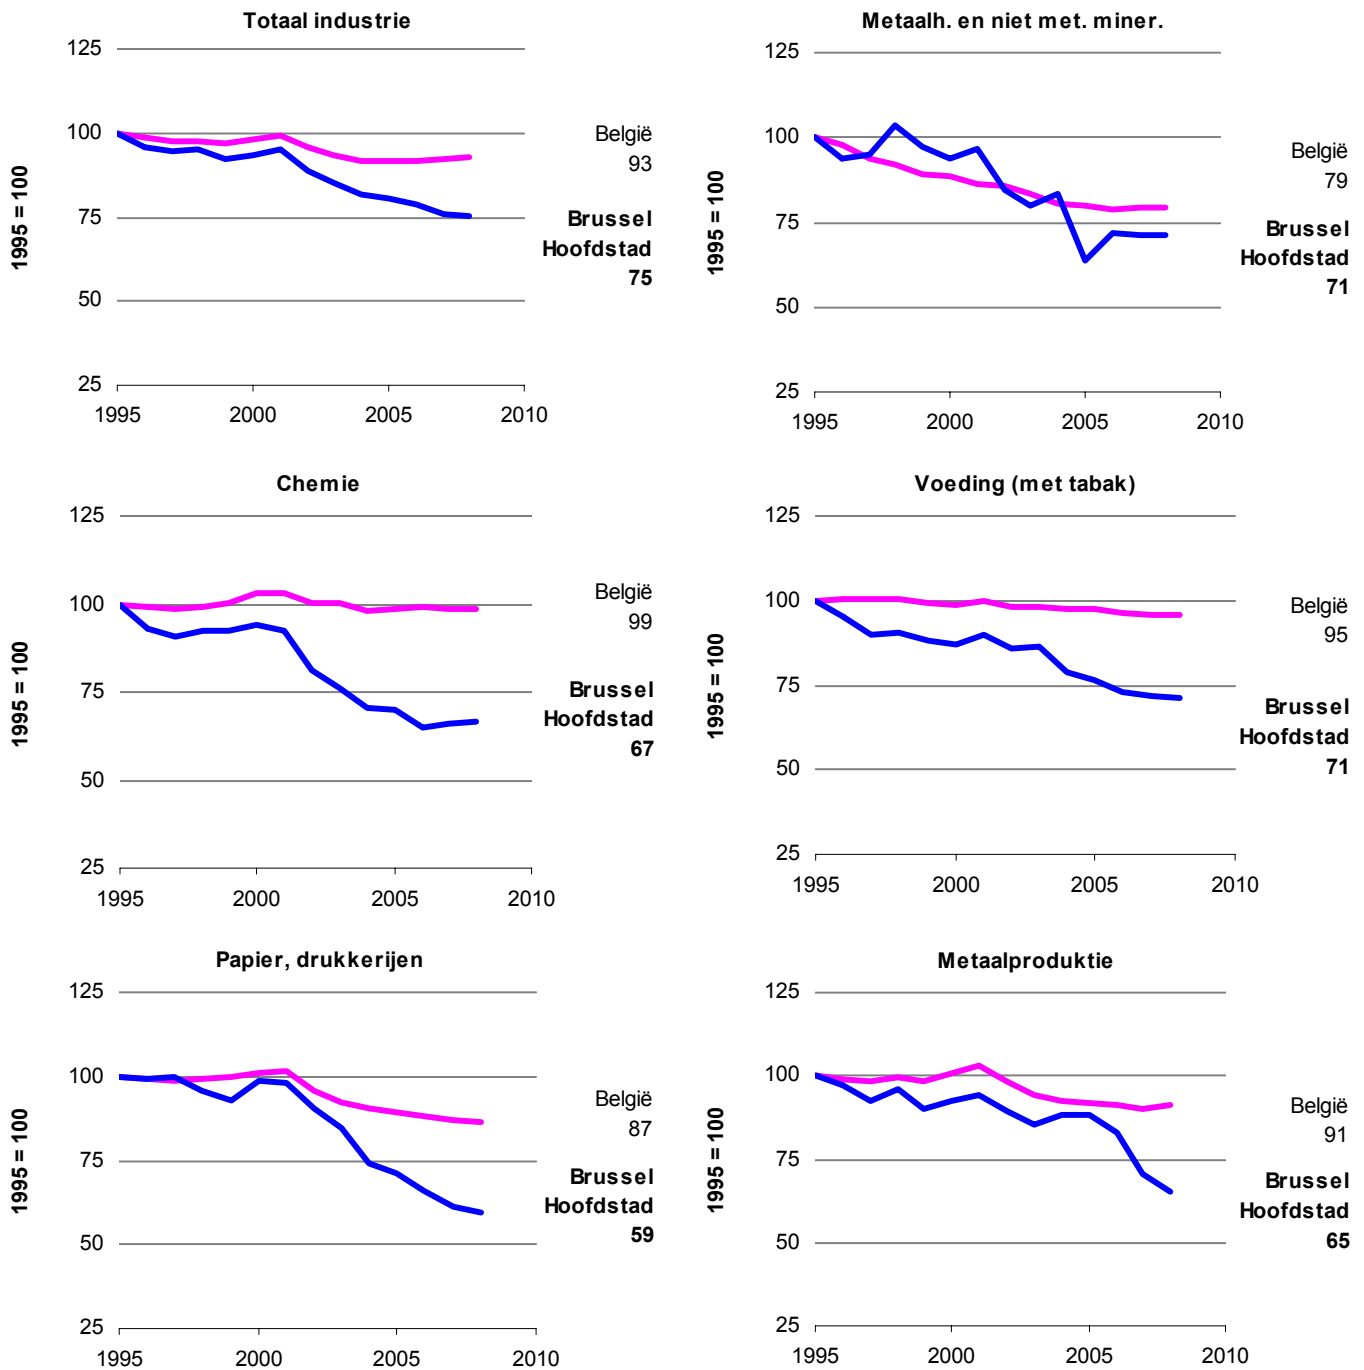 Totaal industrie
125
100
75
50
25
1995 = 100
1995 2000 2005 2010
België
93
Brussel
Hoofdstad
75
Metaalh. en niet met. miner.
125
100
75
50
25
1995 = 100
1995 2000 2005 2010
België
79
Brussel
Hoofdstad
71
Chemie
125
100
75
50
25
1995 = 100
1995 2000 2005 2010
België
99
Brussel
Hoofdstad
67
Voeding (met tabak)
125
100
75
50
25
1995 = 100
1995 2000 2005 2010
België
95
Brussel
Hoofdstad
71
Papier, drukkerijen
125
100
75
50
25
1995 = 100
1995 2000 2005 2010
België
87
Brussel
Hoofdstad
59
Metaalproduktie
125
100
75
50
25
1995 = 100
1995 2000 2005 2010
België
91
Brussel
Hoofdstad
65